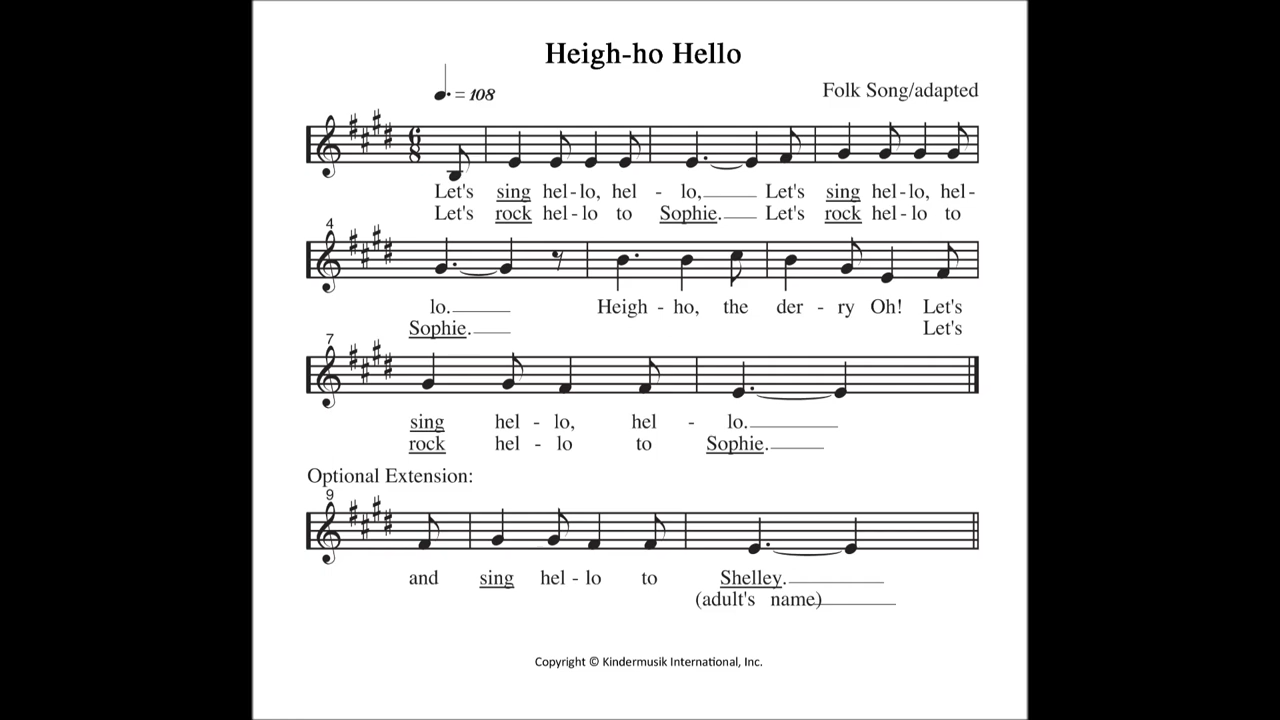 Heigh-ho Hello
= 108
Folk Song/adapted
6
8
Let's sing hel-lo, hel - lo, Let's sing hel-lo, hel-
Let's rock hel-lo to Sophie. Let's rock hel-lo to
4
lo. Heigh - ho, the der - ry Oh! Let's
Sophie. Let's
7
sing hel - lo, hel - lo.
rock hel - lo to Sophie.
Optional Extension:
9
and sing hel - lo to Shelley.
(adult's name)
Copyright © Kindermusik International, Inc.